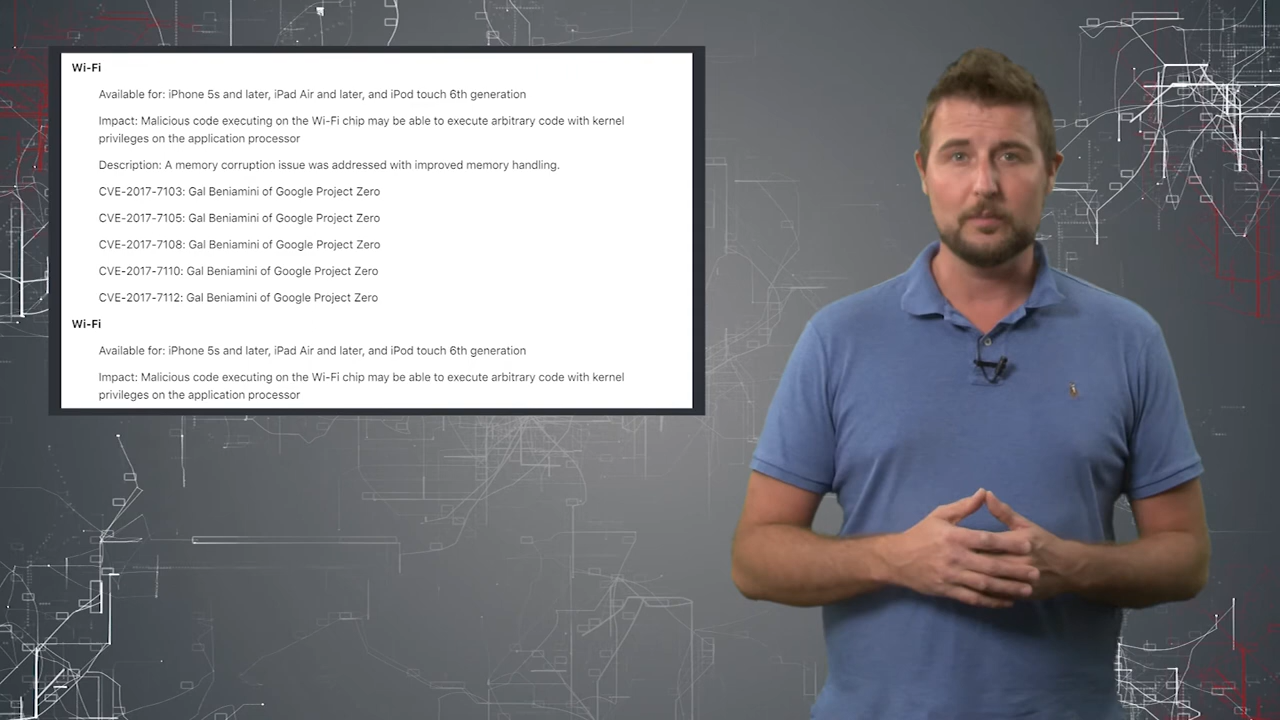 Wi-Fi
Available for: iPhone 5s and later, iPad Air and later, and iPod touch 6th generation
Impact: Malicious code executing on the Wi-Fi chip may be able to execute arbitrary code with kernel
privileges on the application processor
Description: A memory corruption issue was addressed with improved memory handling.
CVE-2017-7103: Gal Beniamini of Google Project Zero
CVE-2017-7105: Gal Beniamini of Google Project Zero
CVE-2017-7108: Gal Beniamini of Google Project Zero
CVE-2017-7110: Gal Beniamini of Google Project Zero
CVE-2017-7112: Gal Beniamini of Google Project Zero
Wi-Fi
Available for: iPhone 5s and later, iPad Air and later, and iPod touch 6th generation
Impact: Malicious code executing on the Wi-Fi chip may be able to execute arbitrary code with kernel
privileges on the application processor